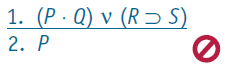 1. (P · Q) v (R ⊃ S)
2. P